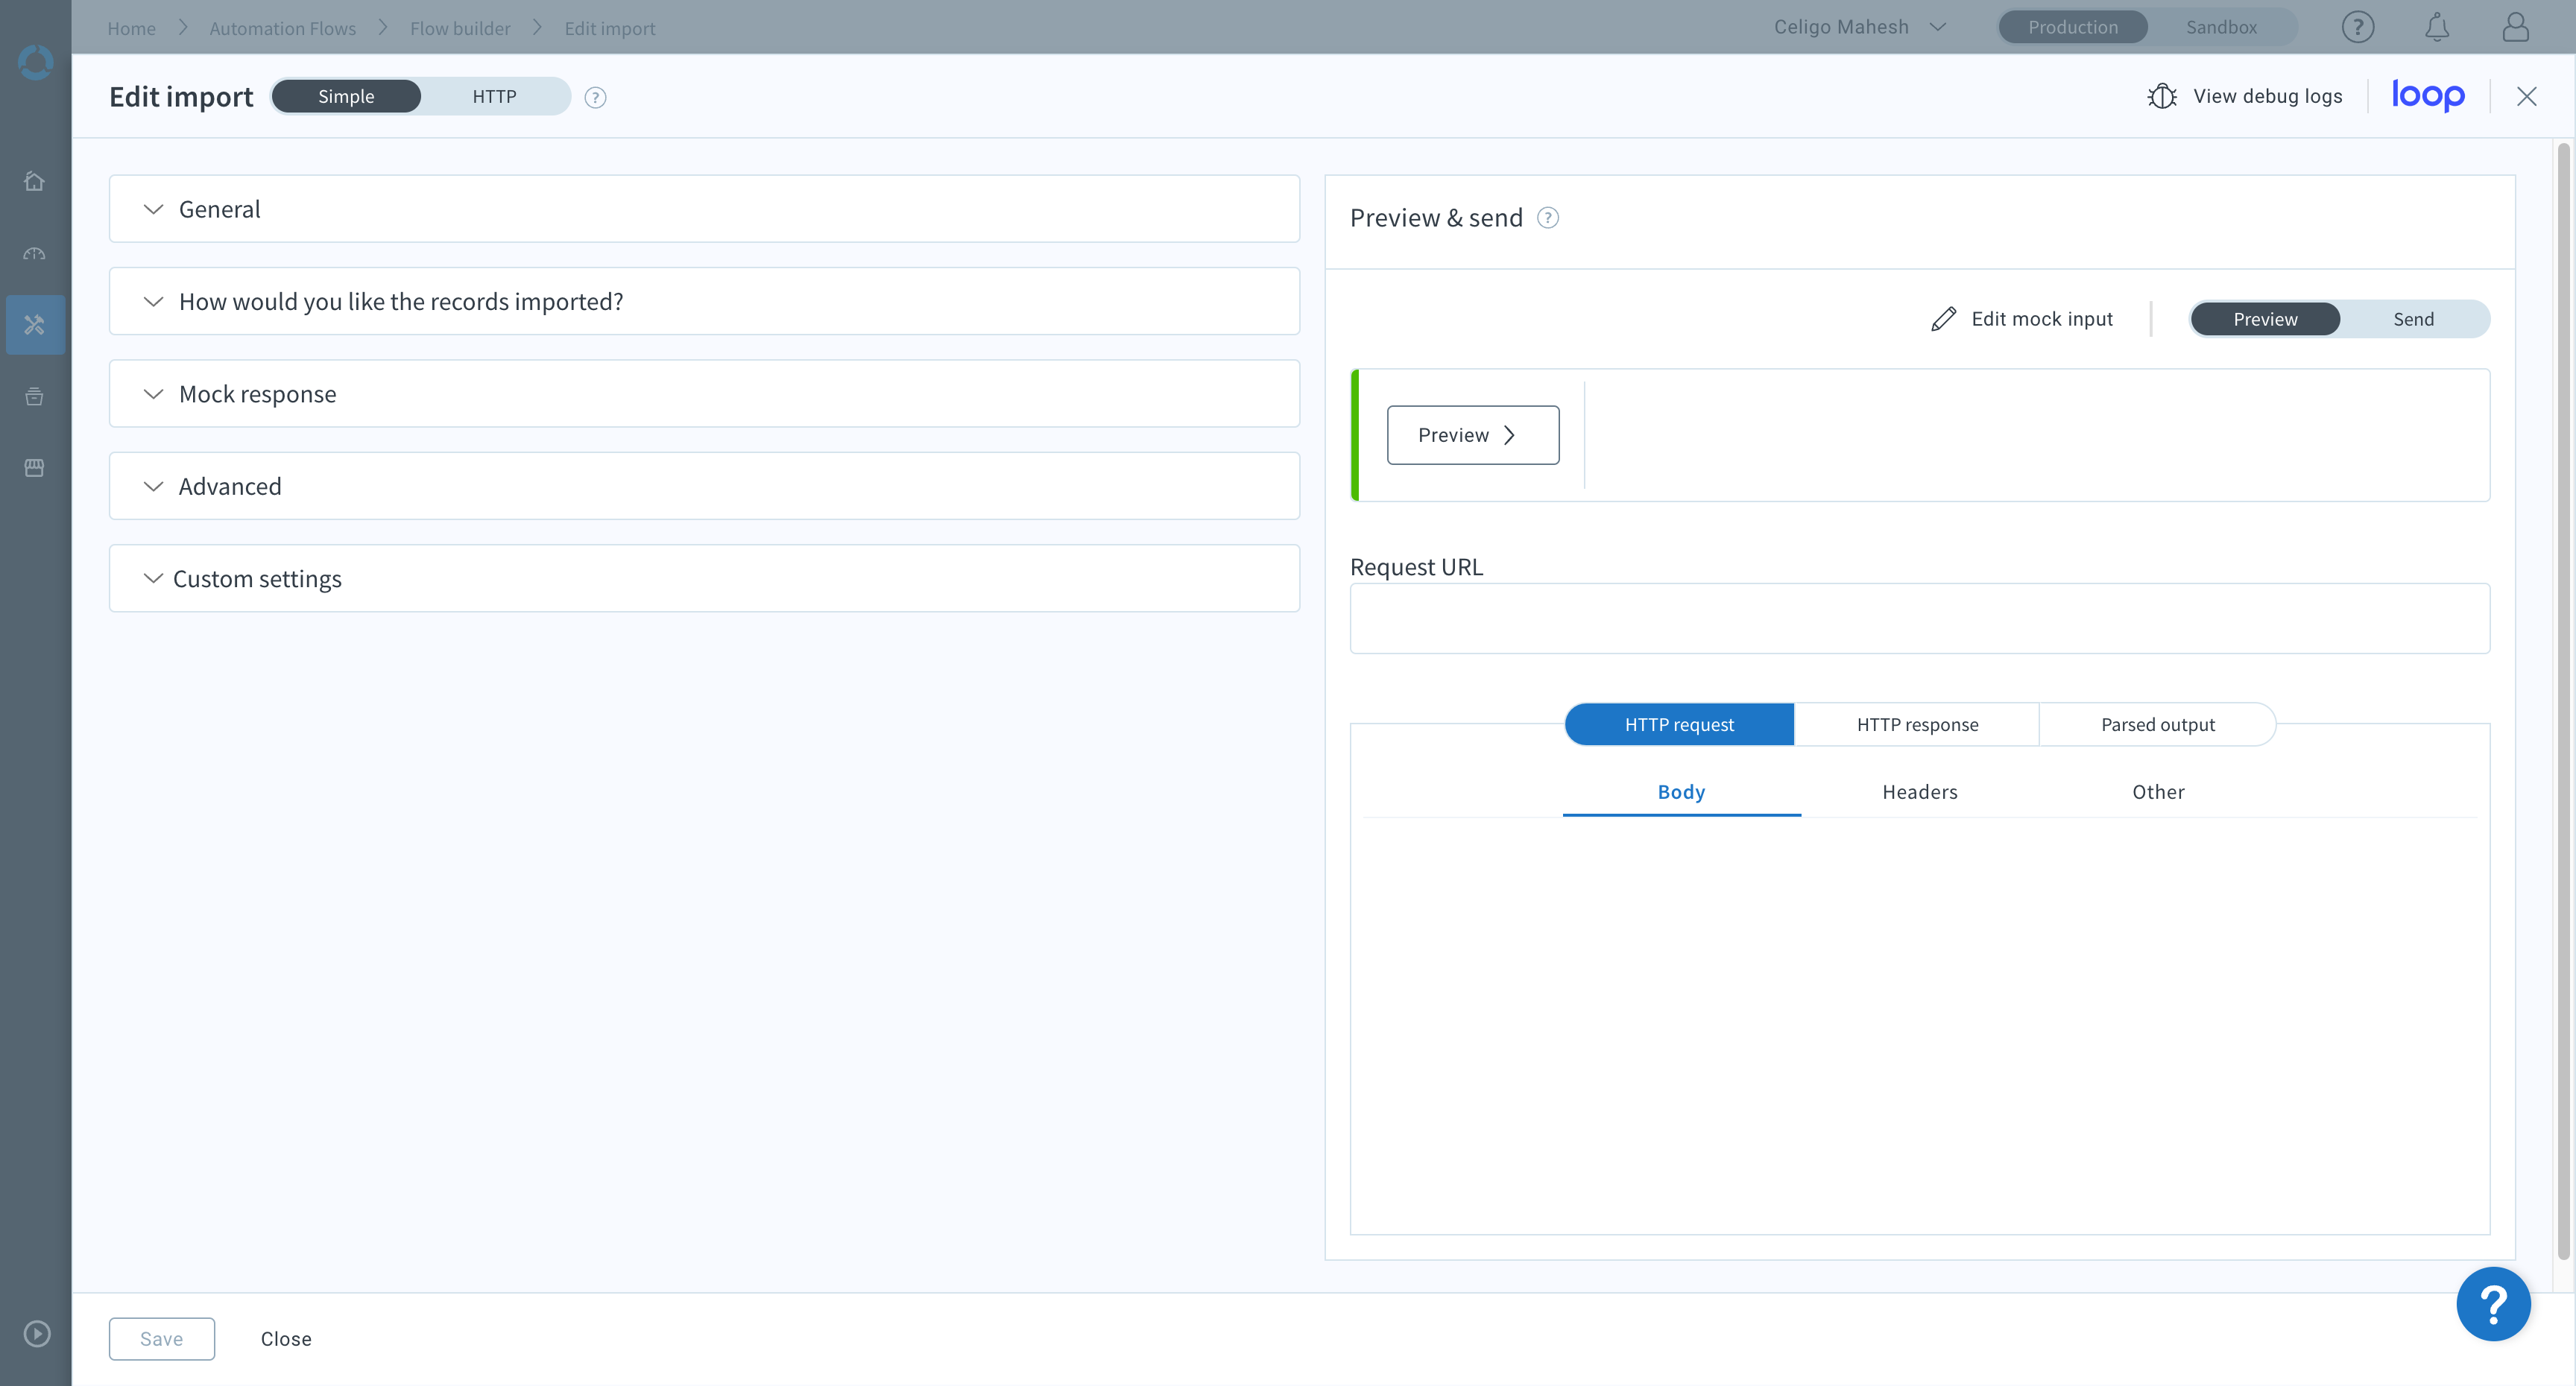 Home Automation Flows Flow builder Edit import
Celigo Mahesh Production Sandbox ?
Edit import Simple HTTP ?
View debug logs loop
General
How would you like the records imported?
Mock response
Advanced
Custom settings
Preview & send ?
Edit mock input Preview Send
Preview
Request URL
HTTP request HTTP response Parsed output
Body Headers Other
Save Close
?